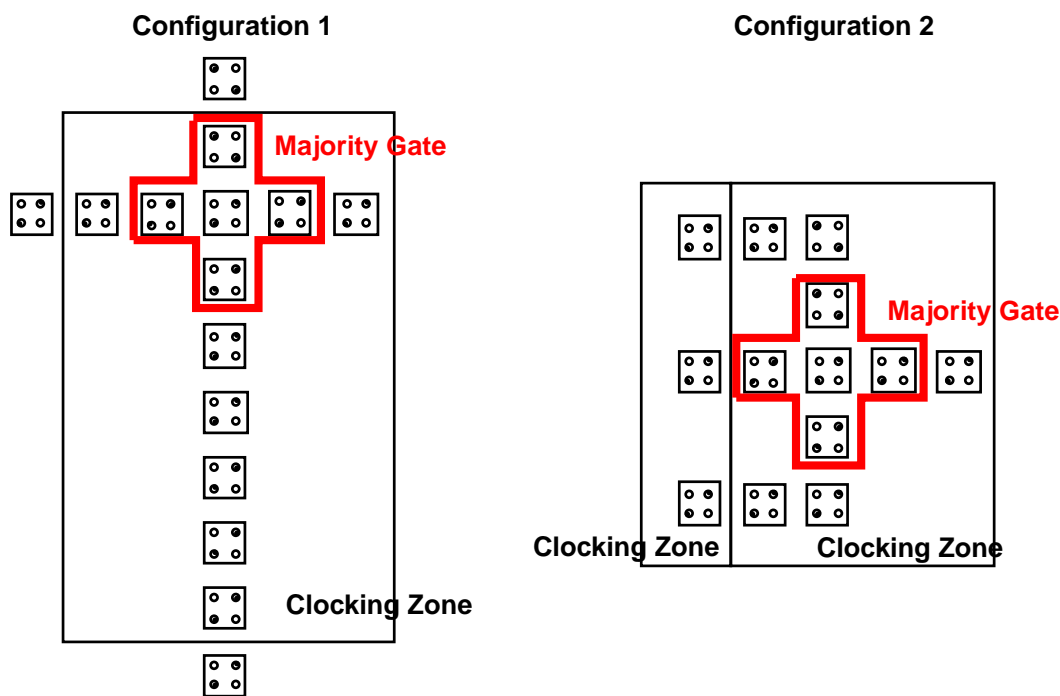 Configuration 1
Configuration 2
Majority Gate
Majority Gate
Clocking Zone
Clocking Zone
Clocking Zone